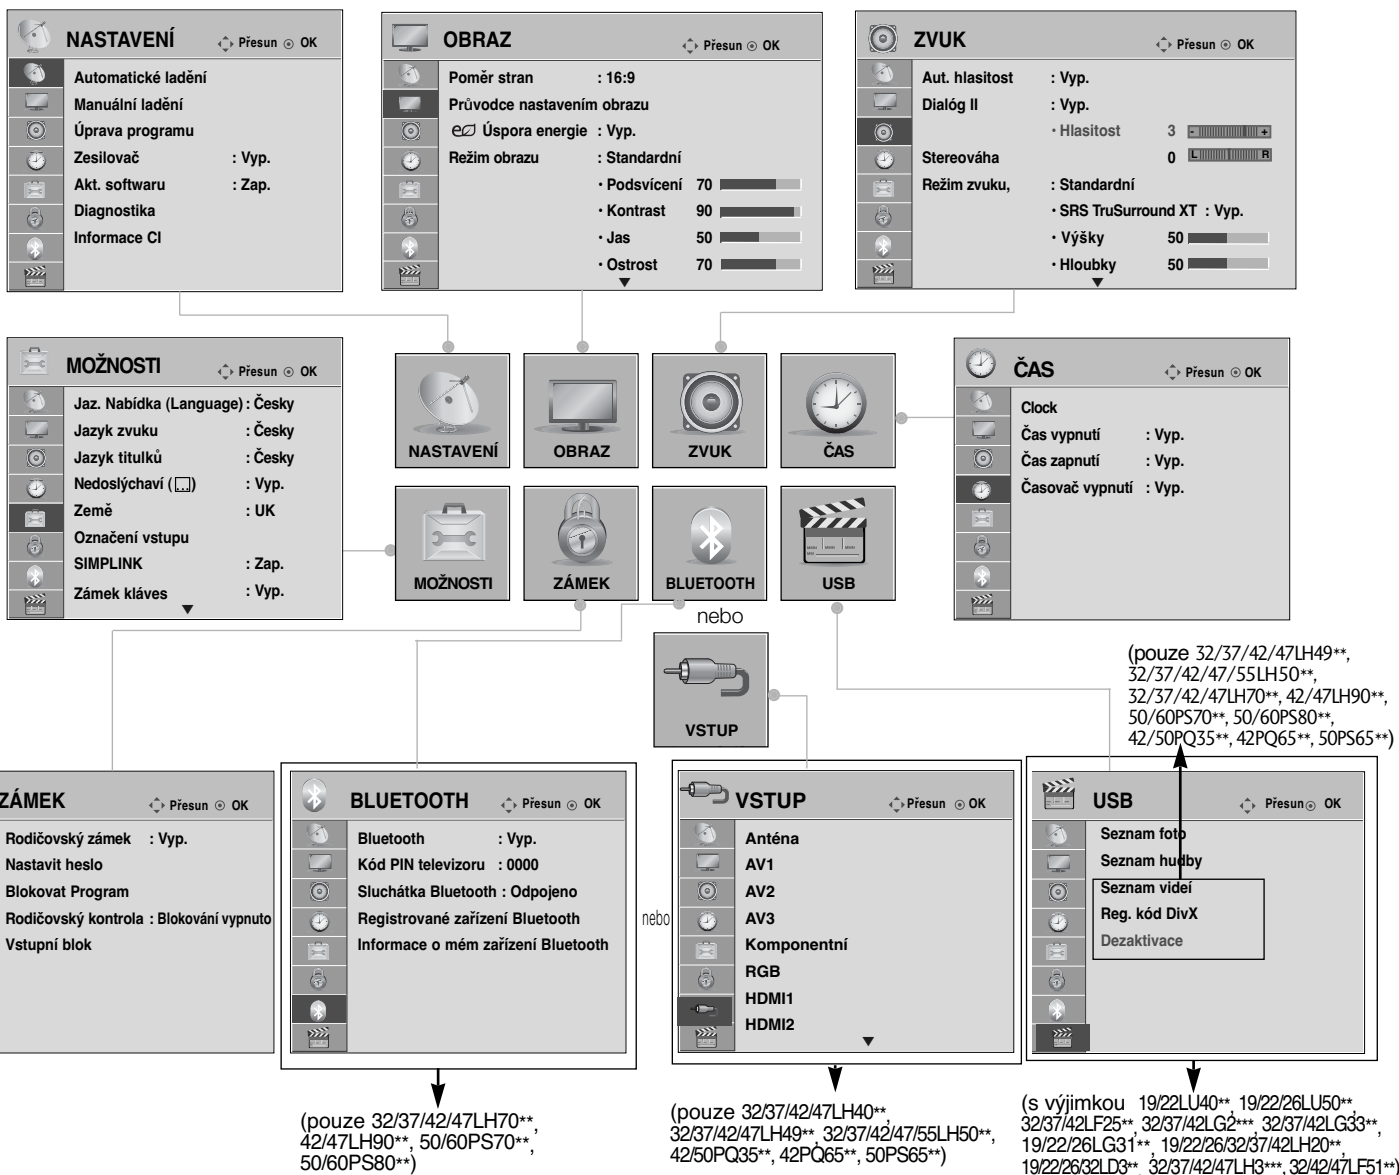 NASTAVENÍ
Přesun OK
Automatické ladění
Manuální ladění
Úprava programu
Zesilovač : Vyp.
Akt. softwaru : Zap.
Diagnostika
Informace CI
OBRAZ
Přesun OK
Poměr stran : 16:9
Průvodce nastavením obrazu
Úspora energie : Vyp.
Režim obrazu : Standardní
• Podsvícení 70
• Kontrast 90
• Jas 50
• Ostrost 70
▼
ZVUK
Přesun OK
Aut. hlasitost : Vyp.
Dialóg II : Vyp.
• Hlasitost 3 - +
Stereováha 0 L R
Režim zvuku, : Standardní
• SRS TruSurround XT : Vyp.
• Výšky 50
• Hloubky 50
▼
MOŽNOSTI
Přesun OK
Jaz. Nabídka (Language) : Česky
Jazyk zvuku : Česky
Jazyk titulků : Česky
Nedoslýchaví ( ) : Vyp.
Země : UK
Označení vstupu
SIMPLINK : Zap.
Zámek kláves : Vyp.
▼
NASTAVENÍ
OBRAZ
ZVUK
ČAS
MOŽNOSTI
ZÁMEK
BLUETOOTH
USB
nebo
VSTUP
ČAS
Přesun OK
Clock
Čas vypnutí : Vyp.
Čas zapnutí : Vyp.
Časovač vypnutí : Vyp.
(pouze 32/37/42/47LH49**,
32/37/42/47/55LH50**,
32/37/42/47LH70**, 42/47LH90**,
50/60PS70**, 50/60PS80**,
42/50PQ35**, 42PQ65**, 50PS65**)
ZÁMEK
Přesun OK
Rodičovský zámek : Vyp.
Nastavit heslo
Blokovat Program
Rodičovský kontrola : Blokování vypnuto
Vstupní blok
BLUETOOTH
Přesun OK
Bluetooth : Vyp.
Kód PIN televizoru : 0000
Sluchátka Bluetooth : Odpojeno
Registrované zařízení Bluetooth
Informace o mém zařízení Bluetooth
(pouze 32/37/42/47LH70**,
42/47LH90**, 50/60PS70**,
50/60PS80**)
nebo
VSTUP
Přesun OK
Anténa
AV1
AV2
AV3
Komponentní
RGB
HDMI1
HDMI2
▼
(pouze 32/37/42/47LH40**,
32/37/42/47LH49**, 32/37/42/47/55LH50**,
42/50PQ35**, 42PQ65**, 50PS65**)
USB
Přesun OK
Seznam foto
Seznam hudby
Seznam videí
Reg. kód DivX
Dezaktivace
(s výjimkou 19/22LU40**, 19/22/26LU50**,
32/37/42LF25**, 32/37/42LG2***, 32/37/42LG33**,
19/22/26LG31**, 19/22/26/32/37/42LH20**,
19/22/26/32LD3**, 32/37/42/47LH3***, 32/42/47LF51**)